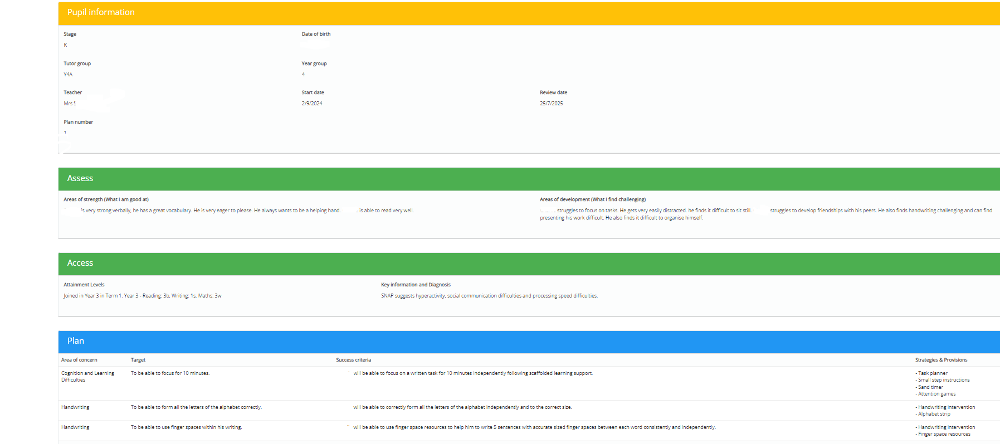 Pupil information
Stage
Date of birth
K
Tutor group
Year group
Y4A
4
Teacher
Start date
Review date
Mrs S
2/9/2024
25/7/2025
Plan number
1
Assess
Areas of strength (What I am good at)
Areas of development (What I find challenging)
is very strong verbally, he has a great vocabulary. He is very eager to please. He always wants to be a helping hand. is able to read very well.
struggles to focus on tasks. He gets very easily distracted. he finds it difficult to sit still. struggles to develop friendships with his peers. He also finds handwriting challenging and can find
presenting his work difficult. He also finds it difficult to organise himself.
Access
Attainment Levels
Key information and Diagnosis
Joined in Year 3 in Term 1. Year 3 - Reading: 3b, Writing: 1s, Maths: 3w
SNAP suggests hyperactivity, social communication difficulties and processing speed difficulties.
Plan
Area of concern
Target
Success criteria
Strategies & Provisions
Cognition and Learning
Difficulties
To be able to focus for 10 minutes.
will be able to focus on a written task for 10 minutes independently following scaffolded learning support.
- Task planner
- Small step instructions
- Sand timer
- Attention games
Handwriting
To be able to form all the letters of the alphabet correctly.
will be able to correctly form all the letters of the alphabet independently and to the correct size.
- Handwriting intervention
- Alphabet strip
Handwriting
To be able to use finger spaces within his writing.
will be able to use finger space resources to help him to write 5 sentences with accurate sized finger spaces between each word consistently and independently.
- Handwriting intervention
- Finger space resources